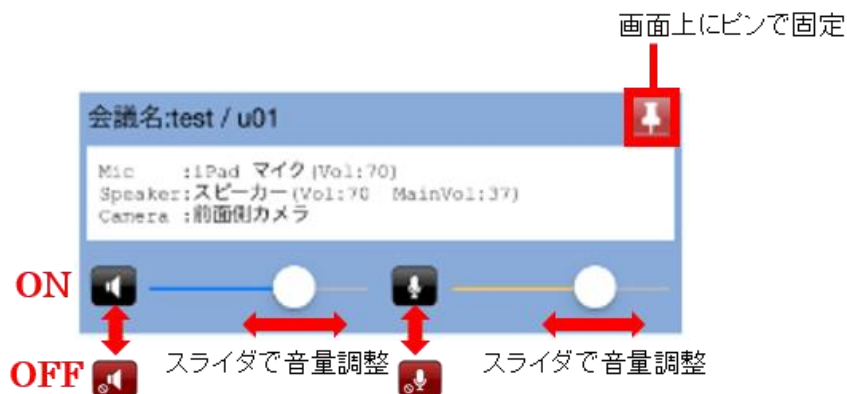 画面上にピンで固定
会議名:test / u01
Mic :iPad マイク(Vol:70)
Speaker:スピーカー(Vol:70 MainVol:37)
Camera :前面側カメラ
ON
OFF
スライダで音量調整
スライダで音量調整